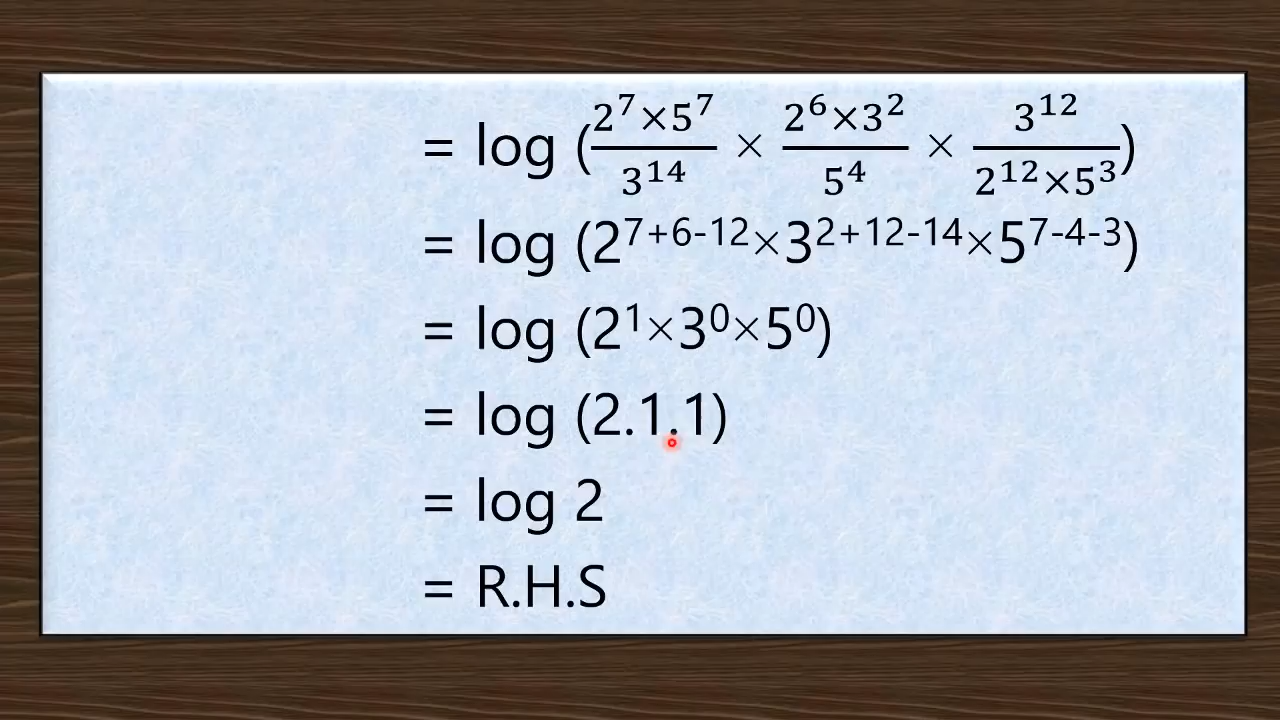 = log (2⁷×5⁷/3¹⁴ × 2⁶×3²/5⁴ × 3¹²/2¹²×5³)
= log (2⁷⁺⁶⁻¹²×3²⁺¹²⁻¹⁴×5⁷⁻⁴⁻³)
= log (2¹×3⁰×5⁰)
= log (2.1.1)
= log 2
= R.H.S